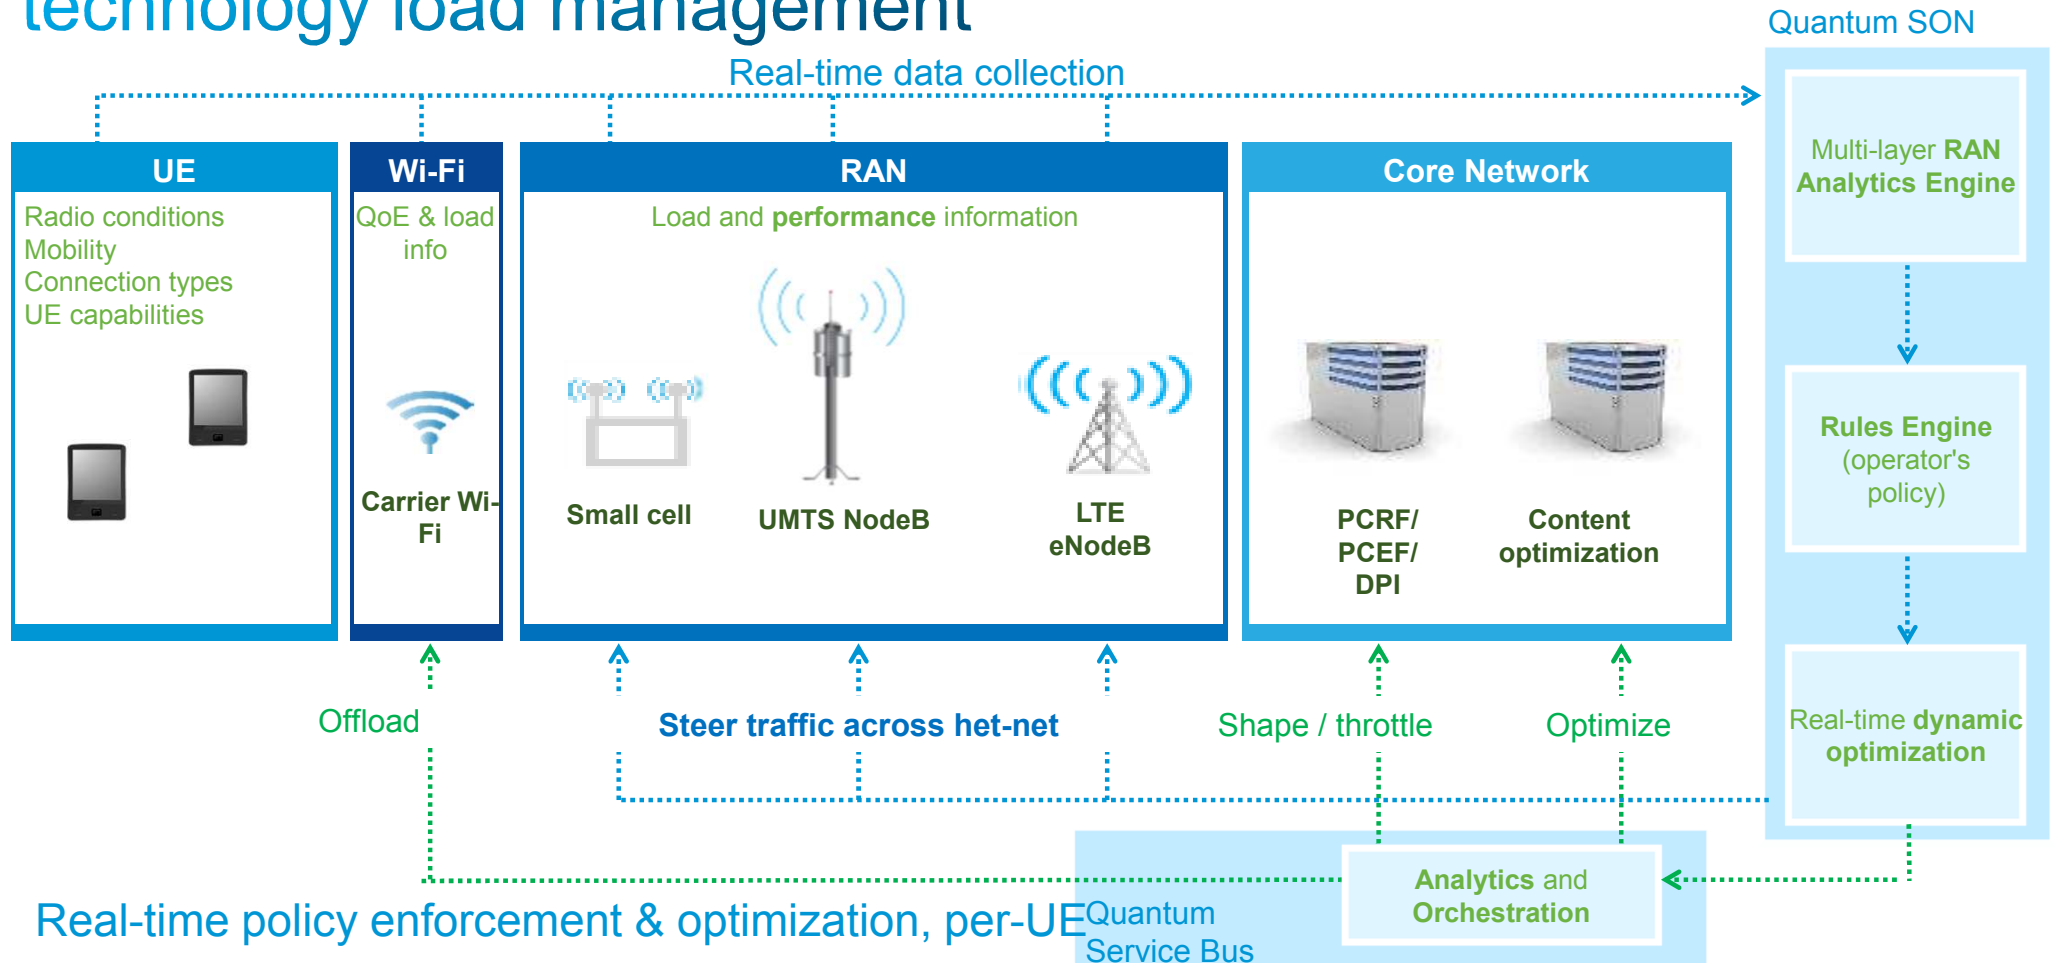 technology load management
Quantum SON
Real-time data collection
UE
Wi-Fi
RAN
Core Network
Radio conditions
Mobility
Connection types
UE capabilities
QoE & load
info
Load and performance information
Carrier Wi-
Fi
Small cell
UMTS NodeB
LTE
eNodeB
PCRF/
PCEF/
DPI
Content
optimization
Multi-layer RAN
Analytics Engine
Rules Engine
(operator's
policy)
Real-time dynamic
optimization
Offload
Steer traffic across het-net
Shape / throttle
Optimize
Analytics and
Orchestration
Real-time policy enforcement & optimization, per-UE
Quantum
Service Bus